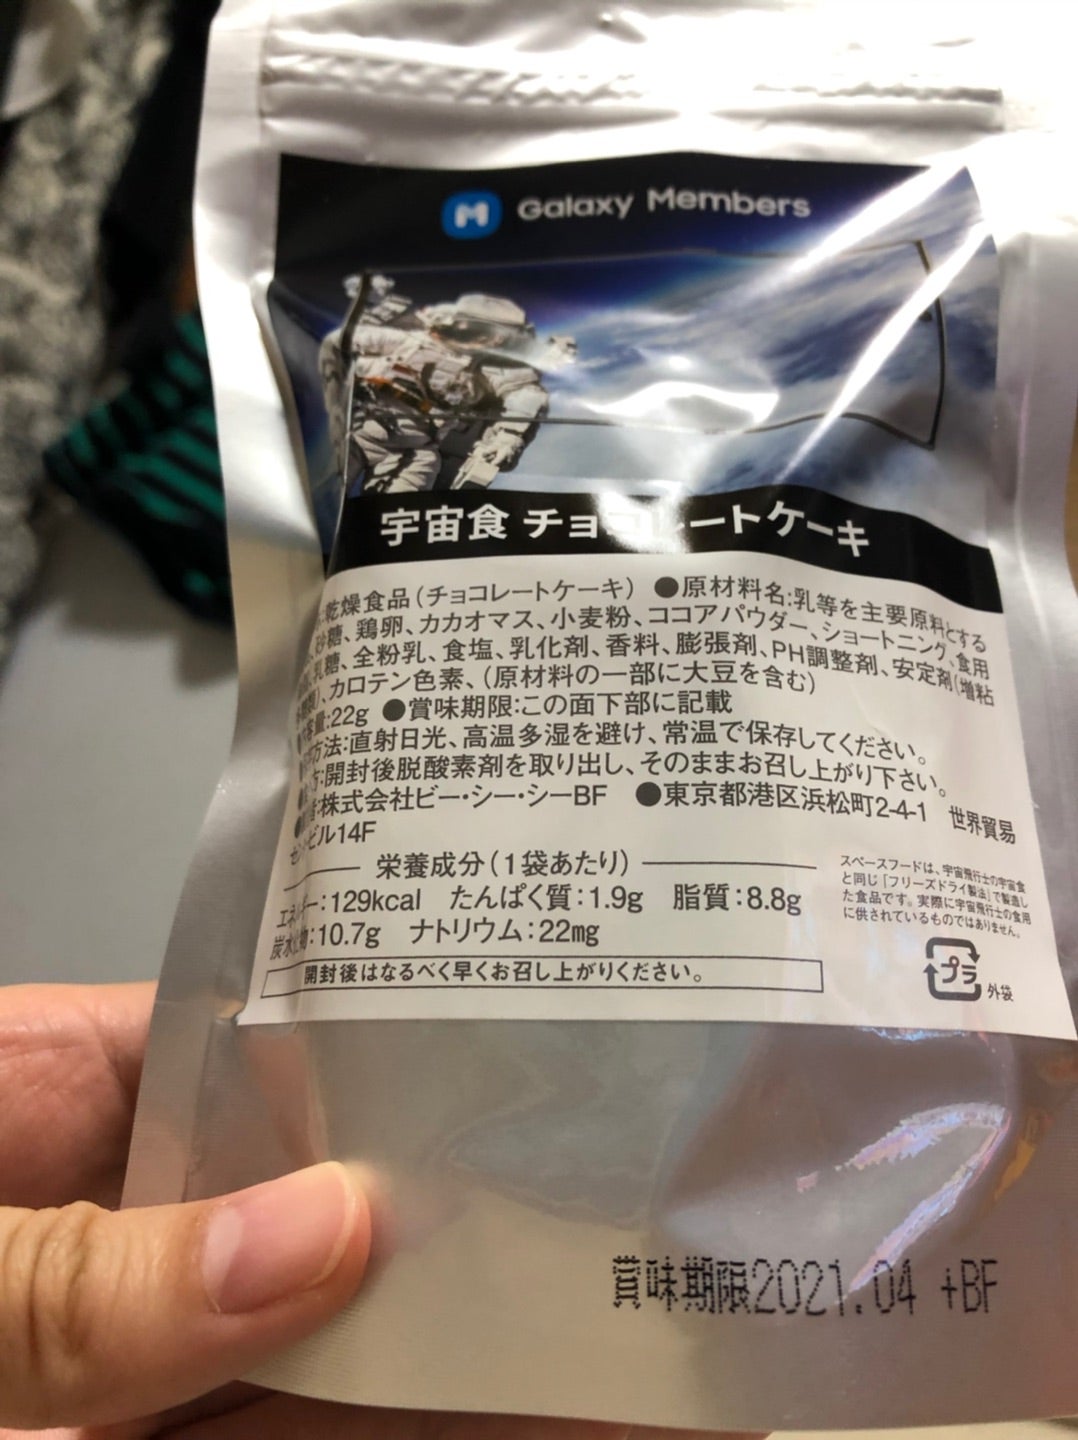 Galaxy Members
宇宙食 チョコレートケーキ
:乾燥食品(チョコレートケーキ) ●原材料名:乳等を主要原料とする
、砂糖、鶏卵、カカオマス、小麦粉、ココアパウダー、ショートニング、食用
、乳糖、全粉乳、食塩、乳化剤、香料、膨張剤、PH調整剤、安定剤(増粘
、カロテン色素、(原材料の一部に大豆を含む)
:22g ●賞味期限:この面下部に記載
方法:直射日光、高温多湿を避け、常温で保存してください。
方:開封後脱酸素剤を取り出し、そのままお召し上がり下さい。
者:株式会社ビー・シー・シーBF ●東京都港区浜松町2-4-1 世界貿易
ビル14F
栄養成分(1袋あたり)
エネルギー:129kcal たんぱく質:1.9g 脂質:8.8g
炭水化物:10.7g ナトリウム:22mg
開封後はなるべく早くお召し上がりください。
スペースフードは、宇宙飛行士の宇宙食
と同じ「フリーズドライ製法」で製造し
た食品です。実際に宇宙飛行士の食用
に供されているものではありません。
プラ
外袋
賞味期限2021.04 +BF